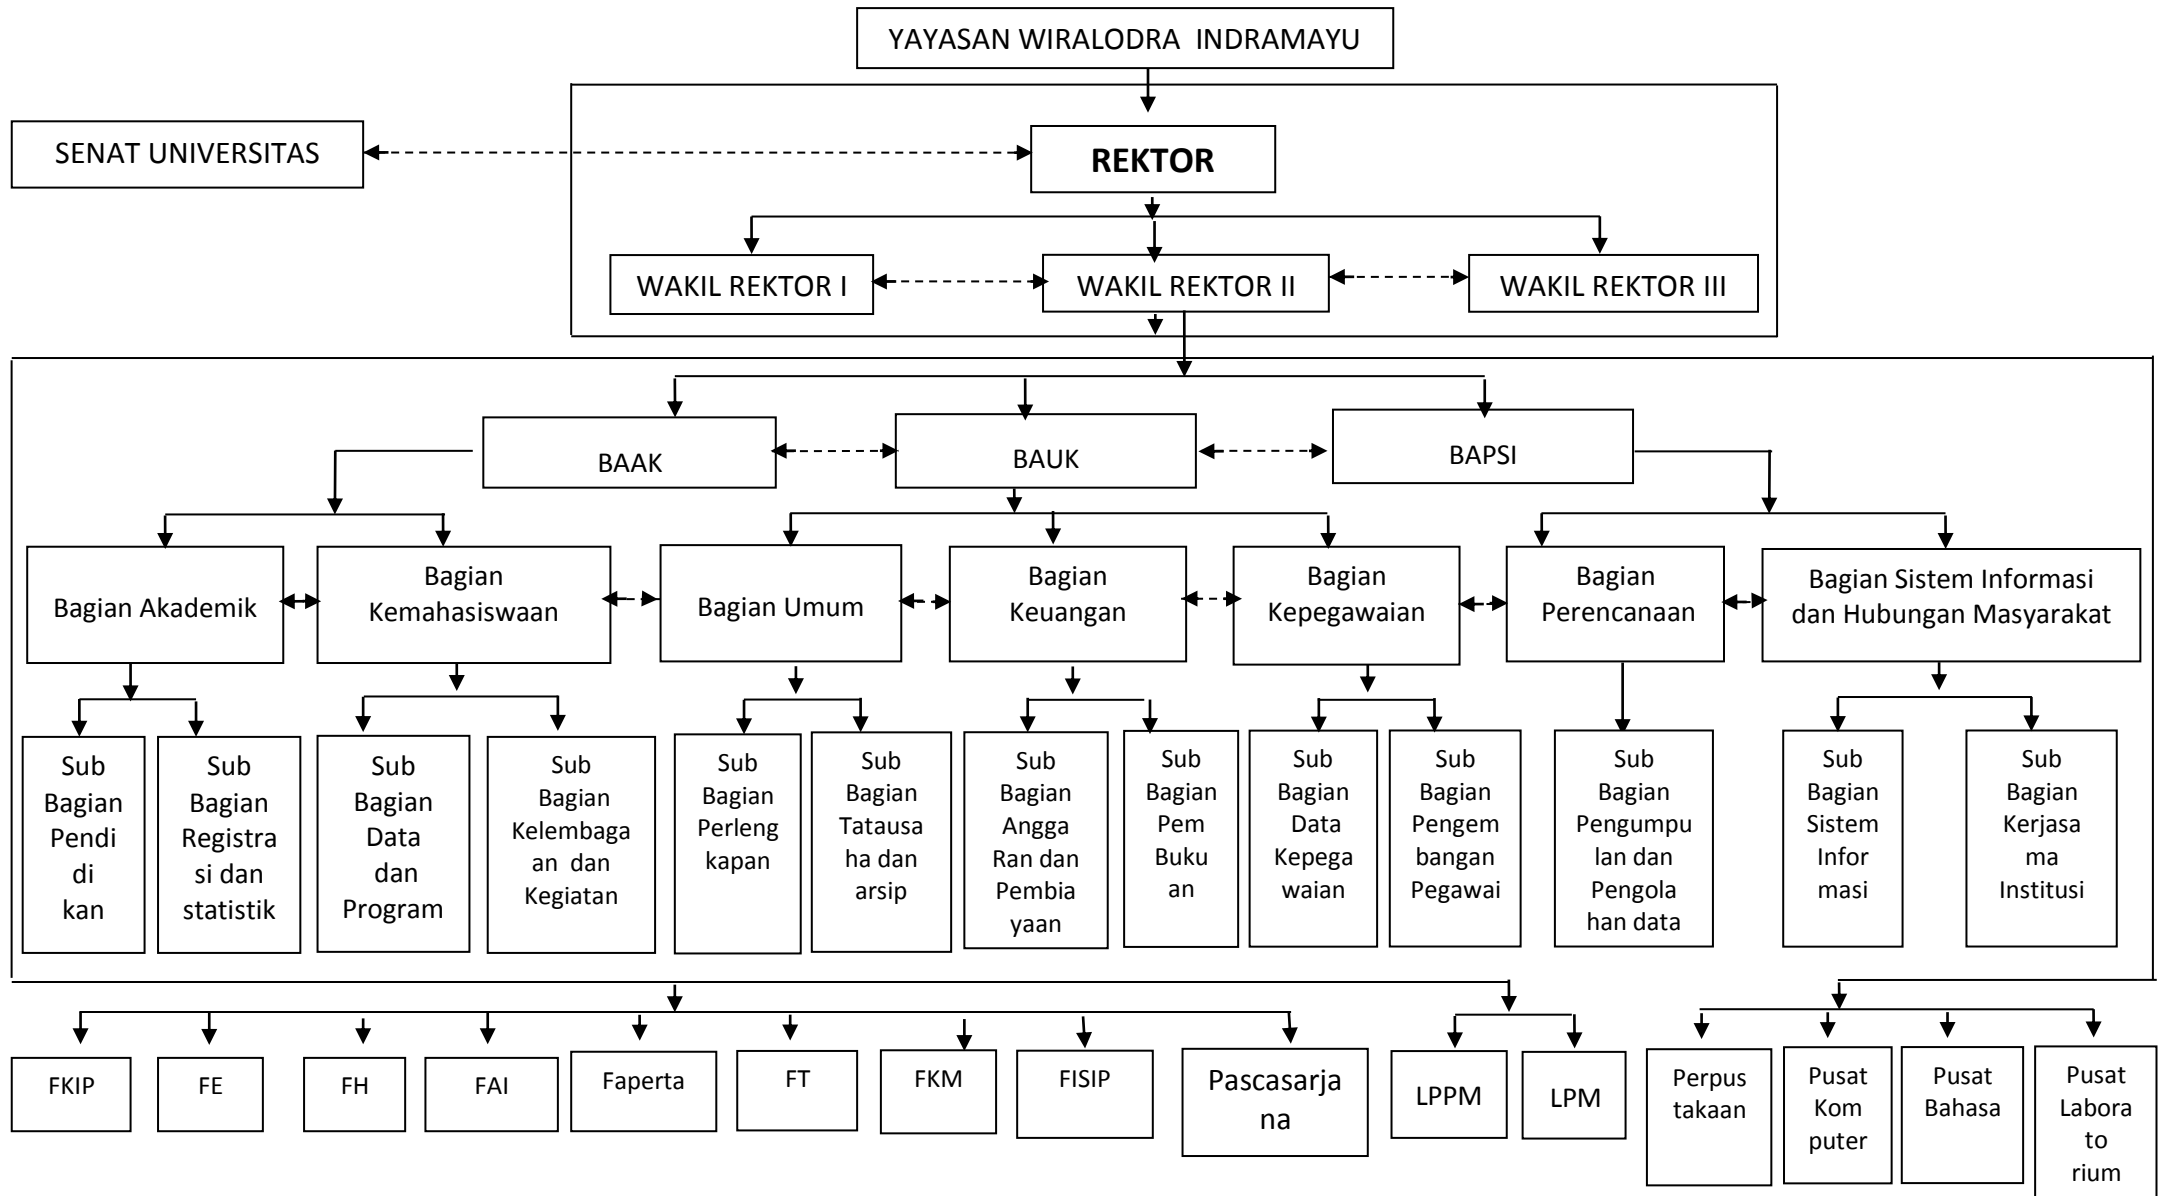 YAYASAN WIRALODRA  INDRAMAYU
SENAT UNIVERSITAS
REKTOR
WAKIL REKTOR I
WAKIL REKTOR II
WAKIL REKTOR III
BAAK
BAUK
BAPSI
Bagian Akademik
Bagian
Kemahasiswaan
Bagian Umum
Bagian
Keuangan
Bagian
Kepegawaian
Bagian
Perencanaan
Bagian Sistem Informasi
dan Hubungan Masyarakat
Sub
Bagian
Pendi
di
kan
Sub
Bagian
Registra
si dan
statistik
Sub
Bagian
Data
dan
Program
Sub
Bagian
Kelembaga
an  dan
Kegiatan
Sub
Bagian
Perleng
kapan
Sub
Bagian
Tatausa
ha dan
arsip
Sub
Bagian
Angga
Ran dan
Pembia
yaan
Sub
Bagian
Pem
Buku
an
Sub
Bagian
Data
Kepega
waian
Sub
Bagian
Pengem
bangan
Pegawai
Sub
Bagian
Pengumpu
lan dan
Pengola
han data
Sub
Bagian
Sistem
Infor
masi
Sub
Bagian
Kerjasa
ma
Institusi
FKIP
FE
FH
FAI
Faperta
FT
FKM
FISIP
Pascasarja
na
LPPM
LPM
Perpus
takaan
Pusat
Kom
puter
Pusat
Bahasa
Pusat
Labora
to
rium